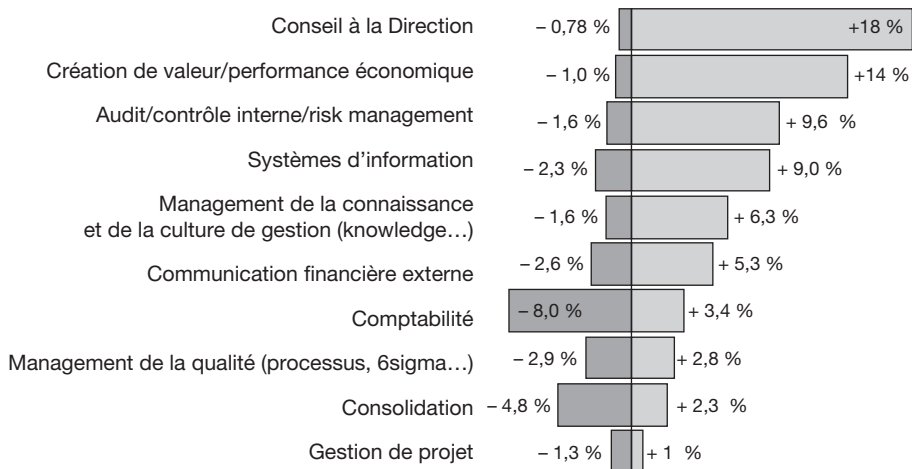 Conseil à la Direction – 0,78 % +18 %
Création de valeur/performance économique – 1,0 % +14 %
Audit/contrôle interne/risk management – 1,6 % + 9,6 %
Systèmes d'information – 2,3 % + 9,0 %
Management de la connaissance
et de la culture de gestion (knowledge…) – 1,6 % + 6,3 %
Communication financière externe – 2,6 % + 5,3 %
Comptabilité – 8,0 % + 3,4 %
Management de la qualité (processus, 6sigma…) – 2,9 % + 2,8 %
Consolidation – 4,8 % + 2,3 %
Gestion de projet – 1,3 % + 1 %